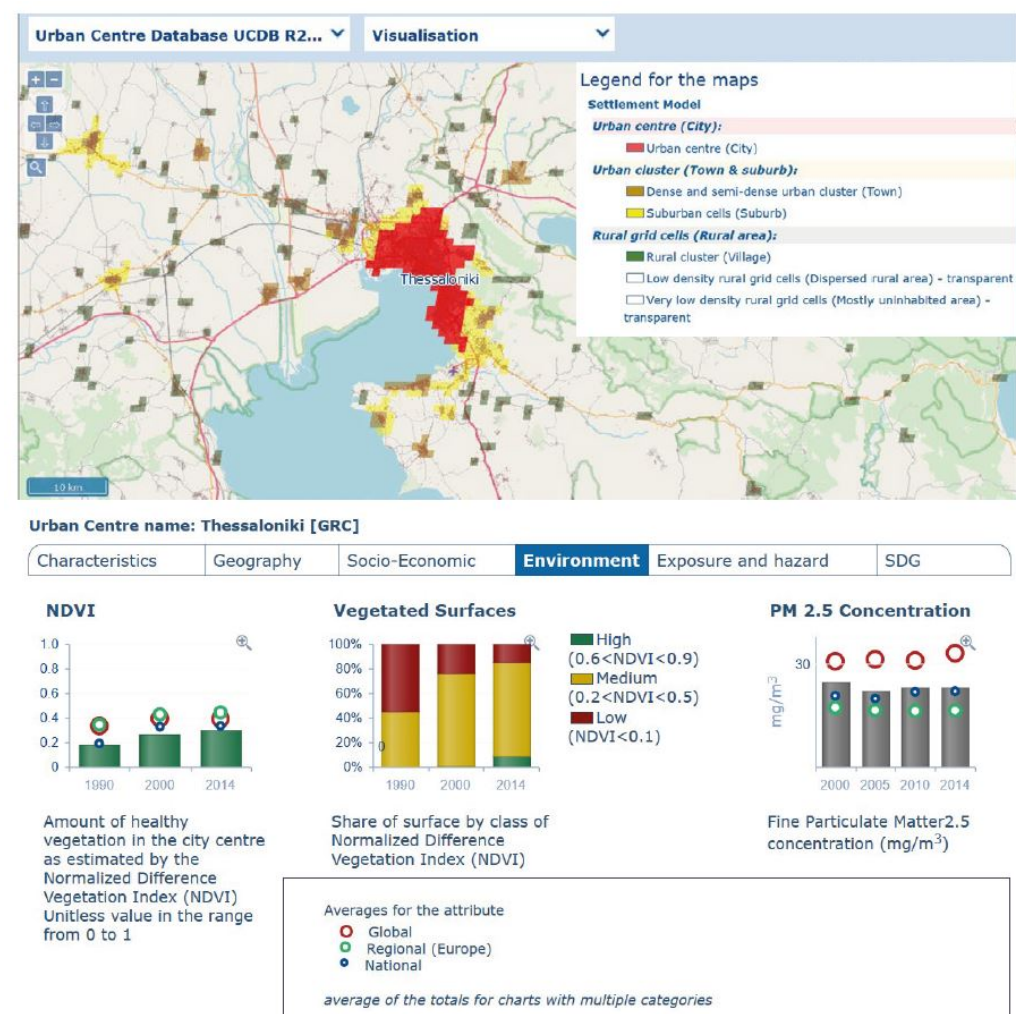 Urban Centre Database UCDB R2...
Visualisation
Legend for the maps
Settlement Model
Urban centre (City):
Urban centre (City)
Urban cluster (Town & suburb):
Dense and semi-dense urban cluster (Town)
Suburban cells (Suburb)
Rural grid cells (Rural area):
Rural cluster (Village)
Low density rural grid cells (Dispersed rural area) - transparent
Very low density rural grid cells (Mostly uninhabited area) -
transparent
Thessaloniki
10 km
Urban Centre name: Thessaloniki [GRC]
Characteristics
Geography
Socio-Economic
Environment
Exposure and hazard
SDG
NDVI
1.0
0.8
0.6
0.4
0.2
0
1990 2000 2014
Amount of healthy
vegetation in the city centre
as estimated by the
Normalized Difference
Vegetation Index (NDVI)
Unitless value in the range
from 0 to 1
Vegetated Surfaces
100%
80%
60%
40%
20%
0%
0
1990 2000 2014
High
(0.6<NDVI<0.9)
Medium
(0.2<NDVI<0.5)
Low
(NDVI<0.1)
Share of surface by class of
Normalized Difference
Vegetation Index (NDVI)
PM 2.5 Concentration
30
mg/m³
2000 2005 2010 2014
Fine Particulate Matter2.5
concentration (mg/m³)
Averages for the attribute
Global
Regional (Europe)
National
average of the totals for charts with multiple categories